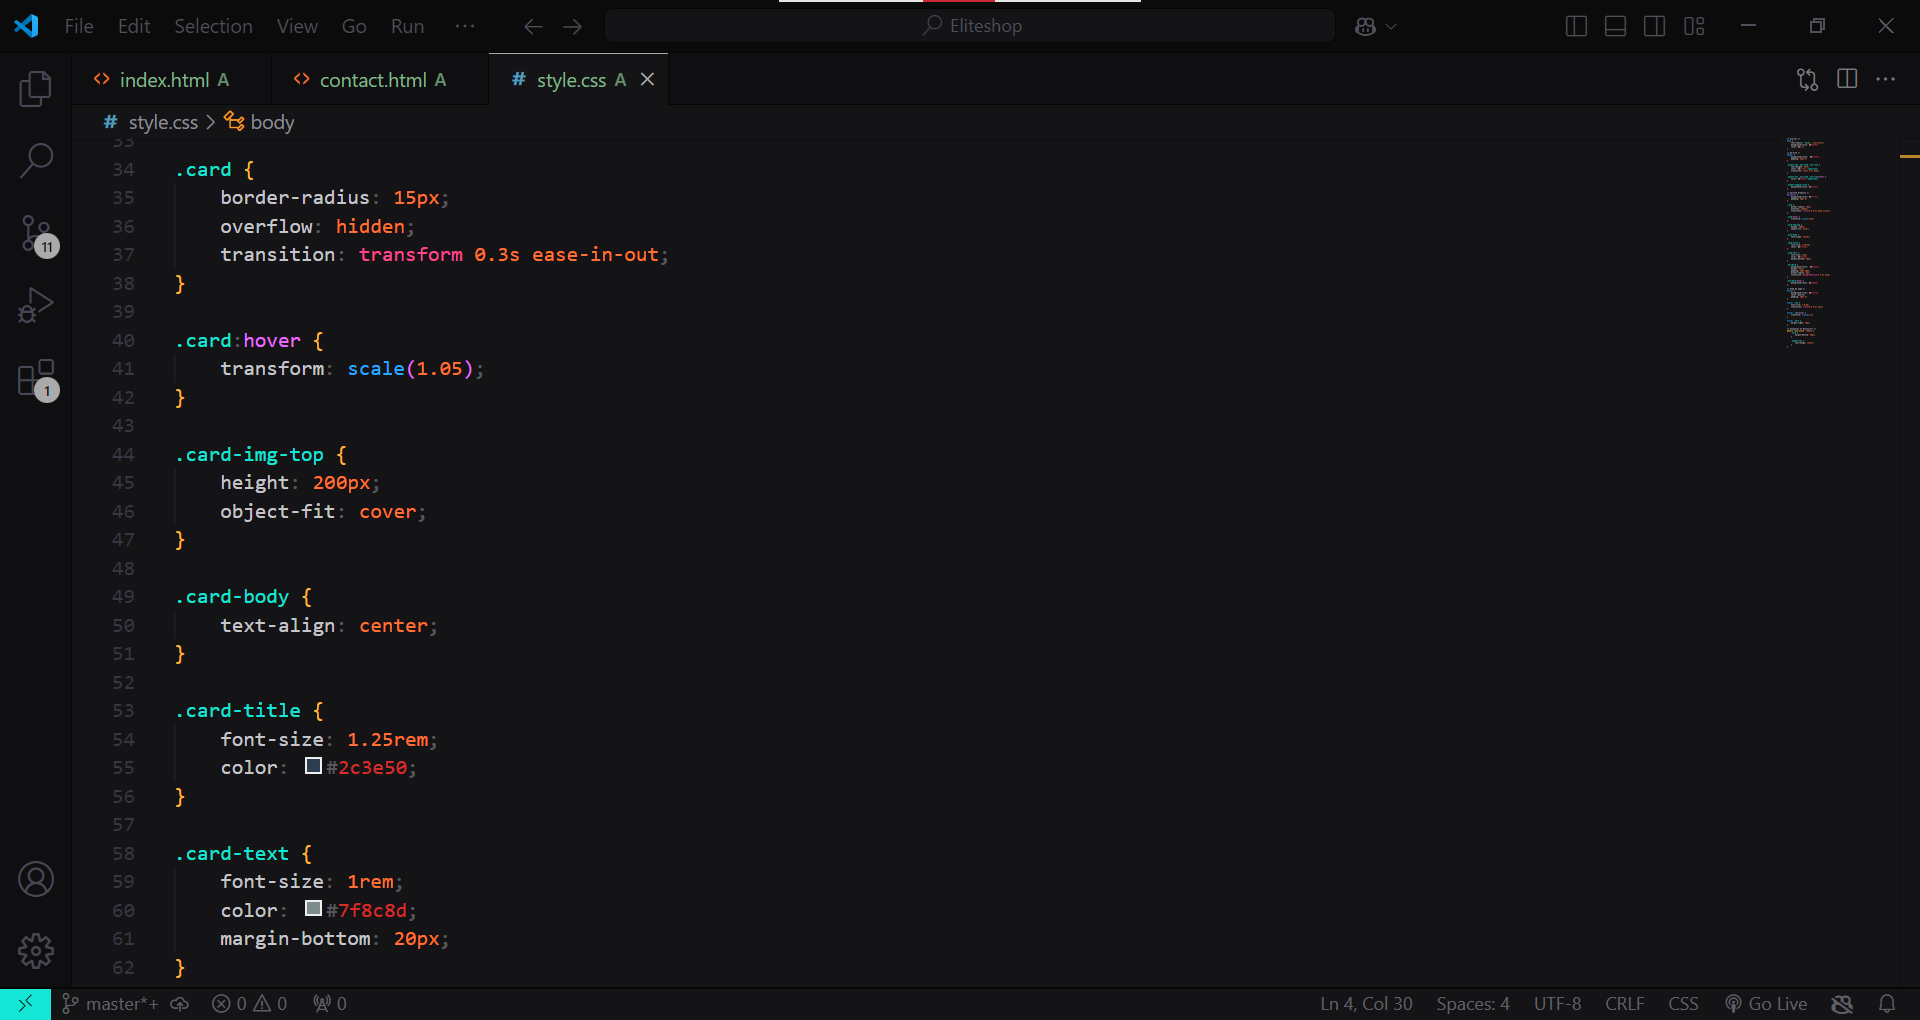 File Edit Selection View Go Run ··· Eliteshop
index.html A contact.html A style.css A
style.css > body
33
34 .card {
35 border-radius: 15px;
36 overflow: hidden;
37 transition: transform 0.3s ease-in-out;
38 }
39
40 .card:hover {
41 transform: scale(1.05);
42 }
43
44 .card-img-top {
45 height: 200px;
46 object-fit: cover;
47 }
48
49 .card-body {
50 text-align: center;
51 }
52
53 .card-title {
54 font-size: 1.25rem;
55 color: #2c3e50;
56 }
57
58 .card-text {
59 font-size: 1rem;
60 color: #7f8c8d;
61 margin-bottom: 20px;
62 }
11
1
master*+ 0 0 0 Ln 4, Col 30 Spaces: 4 UTF-8 CRLF CSS Go Live